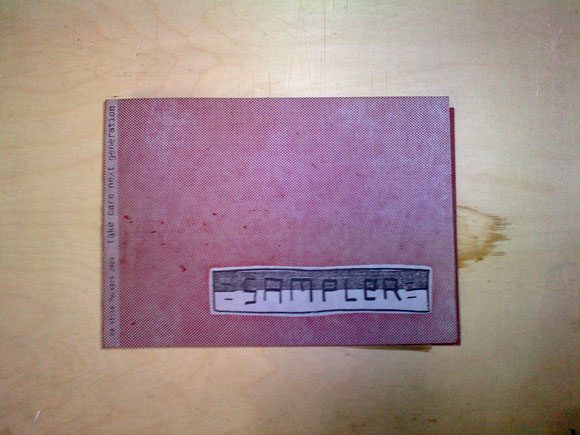 Take care next generation
- SAMPLER -